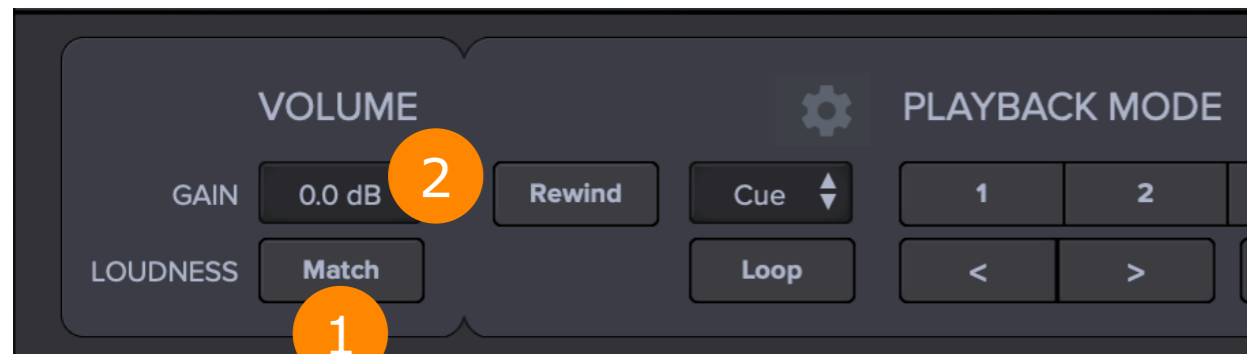 VOLUME PLAYBACK MODE
GAIN 0.0 dB 2 Rewind Cue 1 2
LOUDNESS Match Loop < >
1